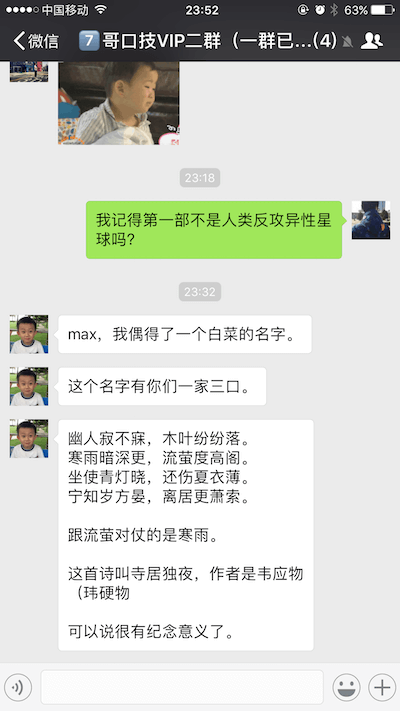 中国移动
23:52
63%
微信
7
哥口技VIP二群（一群已...(4)
23:18
我记得第一部不是人类反攻异性星
球吗？
23:32
max，我偶得了一个白菜的名字。
这个名字有你们一家三口。
幽人寂不寐，木叶纷纷落。
寒雨暗深更，流萤度高阁。
坐使青灯晓，还伤夏衣薄。
宁知岁方晏，离居更萧索。
跟流萤对仗的是寒雨。
这首诗叫寺居独夜，作者是韦应物
（玮硬物
可以说很有纪念意义了。